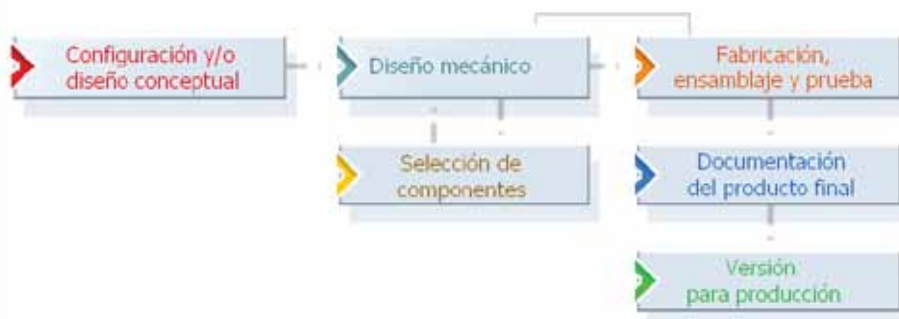 Configuración y/o
diseño conceptual
Diseño mecánico
Selección de
componentes
Fabricación,
ensamblaje y prueba
Documentación
del producto final
Versión
para producción